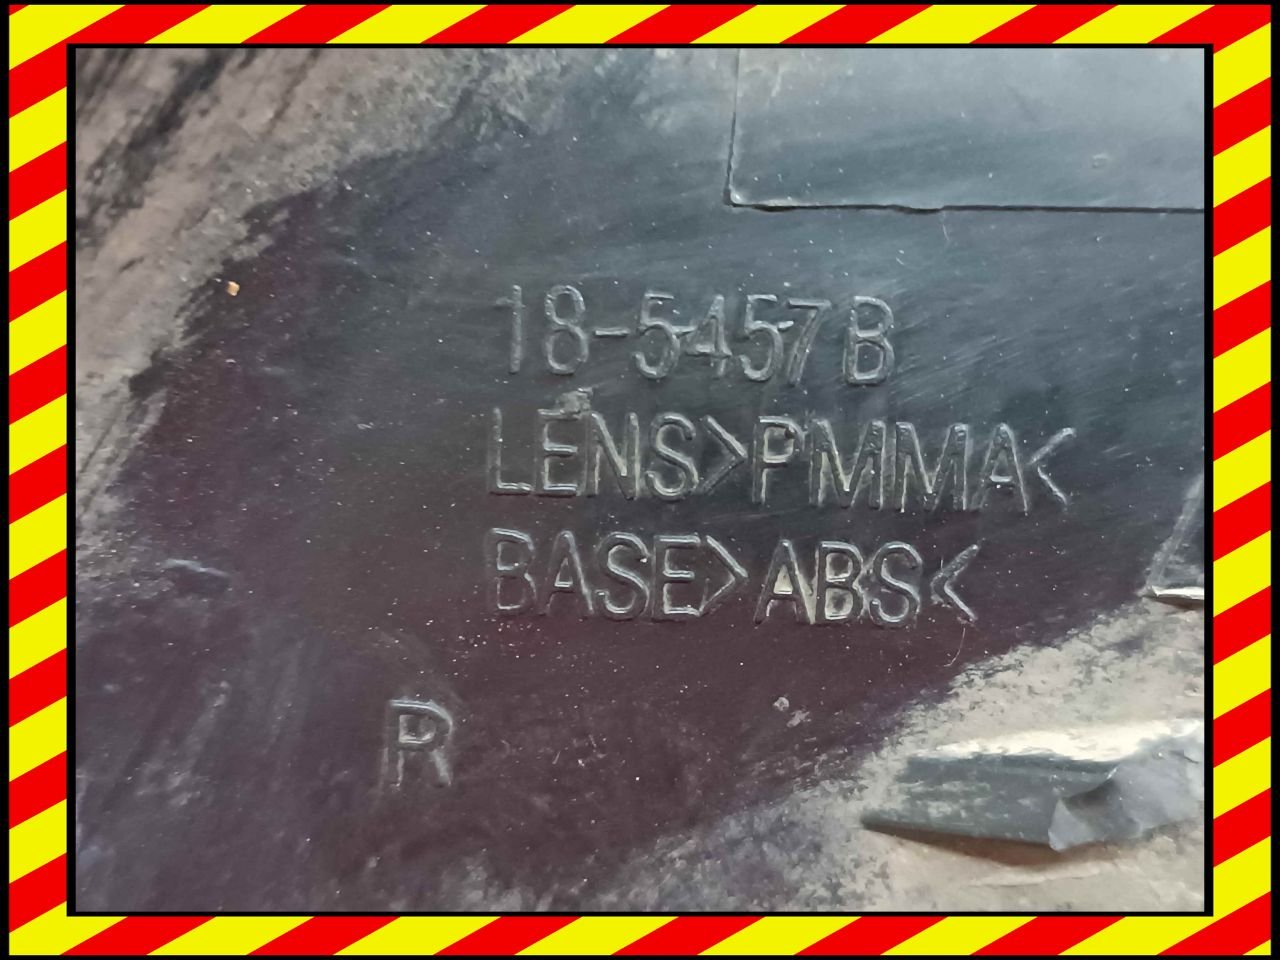 18-5457B
LENS>PMMA<
BASE>ABS<
R